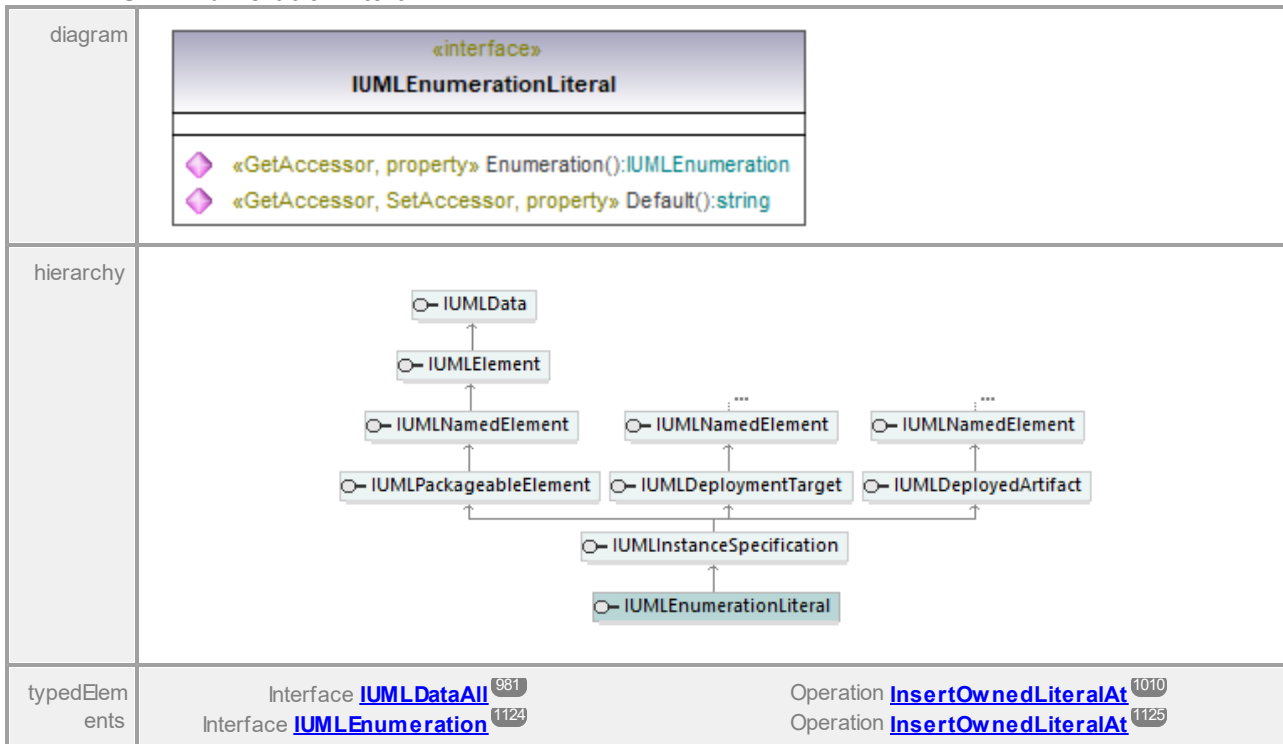 diagram
«interface»
IUMLEnumerationLiteral
«GetAccessor, property» Enumeration():IUMLEnumeration
«GetAccessor, SetAccessor, property» Default():string
hierarchy
IUMLData
IUMLElement
... ...
IUMLNamedElement IUMLNamedElement IUMLNamedElement
IUMLPackageableElement IUMLDeploymentTarget IUMLDeployedArtifact
IUMLInstanceSpecification
IUMLEnumerationLiteral
typedElem
ents
Interface IUMLDataAll 981 Operation InsertOwnedLiteralAt 1010
Interface IUMLEnumeration 1124 Operation InsertOwnedLiteralAt 1125